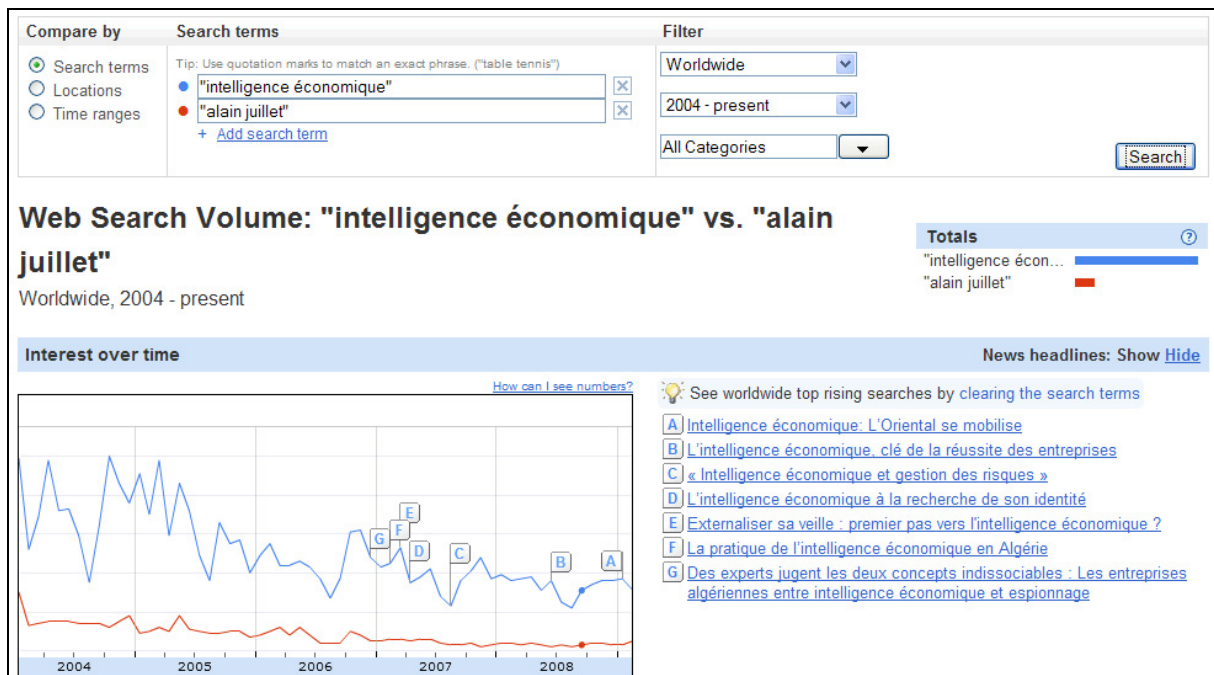 Compare by
Search terms
Filter
Search terms
Locations
Time ranges
Tip: Use quotation marks to match an exact phrase. ("table tennis")
"intelligence économique"
"alain juillet"
+ Add search term
Worldwide
2004 - present
All Categories
Search
Web Search Volume: "intelligence économique" vs. "alain
juillet"
Worldwide, 2004 - present
Totals
"intelligence écon...
"alain juillet"
Interest over time
News headlines: Show Hide
How can I see numbers?
See worldwide top rising searches by clearing the search terms
A Intelligence économique: L'Oriental se mobilise
B L'intelligence économique, clé de la réussite des entreprises
C « Intelligence économique et gestion des risques »
D L'intelligence économique à la recherche de son identité
E Externaliser sa veille : premier pas vers l'intelligence économique ?
F La pratique de l'intelligence économique en Algérie
G Des experts jugent les deux concepts indissociables : Les entreprises
algériennes entre intelligence économique et espionnage
G F E D C B A
2004 2005 2006 2007 2008